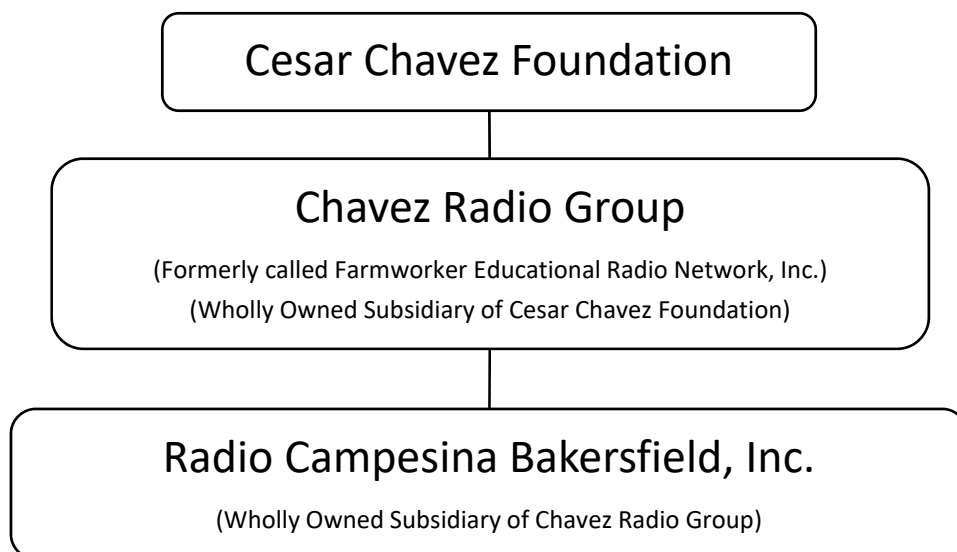 Cesar Chavez Foundation
Chavez Radio Group
(Formerly called Farmworker Educational Radio Network, Inc.)
(Wholly Owned Subsidiary of Cesar Chavez Foundation)
Radio Campesina Bakersfield, Inc.
(Wholly Owned Subsidiary of Chavez Radio Group)